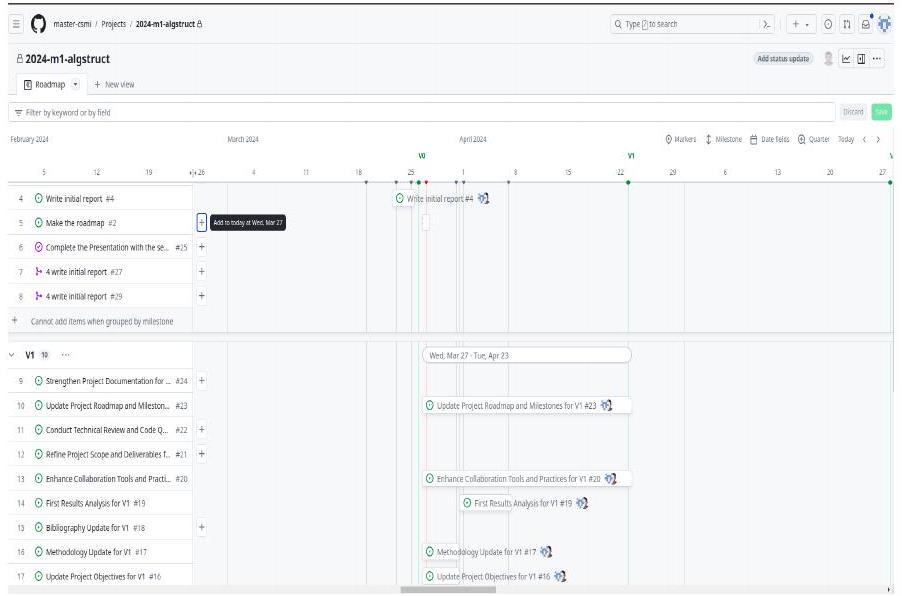 master-csmi / Projects / 2024-m1-algstruct
Type / to search
2024-m1-algstruct
Add status update
Roadmap
+ New view
Filter by keyword or by field
Discard
Save
February 2024 March 2024 April 2024
Markers Milestone Date fields Quarter Today
V0 V1
5 12 19 26 4 11 18 25 1 8 15 22 29 6 13 20 27
4 Write initial report #4 Write initial report #4
5 Make the roadmap #2 + Add to today at Wed, Mar 27
6 Complete the Presentation with the se... #25 +
7 4 write initial report #27 +
8 4 write initial report #29 +
+ Cannot add items when grouped by milestone
V1 10 ... Wed, Mar 27 - Tue, Apr 23
9 Strengthen Project Documentation for ... #24 +
10 Update Project Roadmap and Mileston... #23 Update Project Roadmap and Milestones for V1 #23
11 Conduct Technical Review and Code Q... #22 +
12 Refine Project Scope and Deliverables f... #21 +
13 Enhance Collaboration Tools and Practi... #20 Enhance Collaboration Tools and Practices for V1 #20
14 First Results Analysis for V1 #19 First Results Analysis for V1 #19
15 Bibliography Update for V1 #18 +
16 Methodology Update for V1 #17 Methodology Update for V1 #17
17 Update Project Objectives for V1 #16 Update Project Objectives for V1 #16